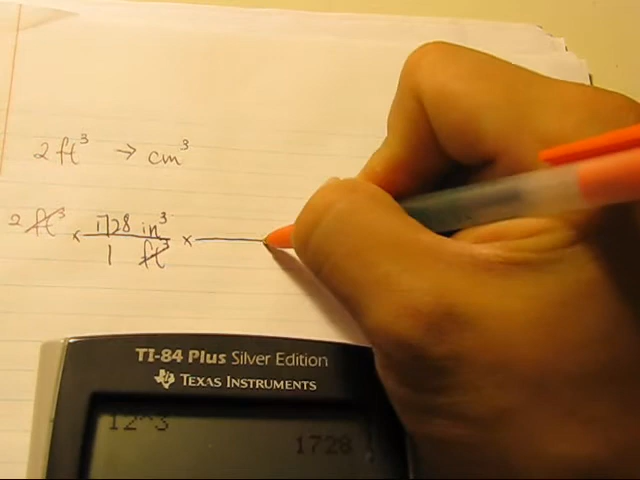 2 ft³ → cm³
2 ft³ x 1728 in³ x
1 ft³
TI-84 Plus Silver Edition
TEXAS INSTRUMENTS
12^3
1728